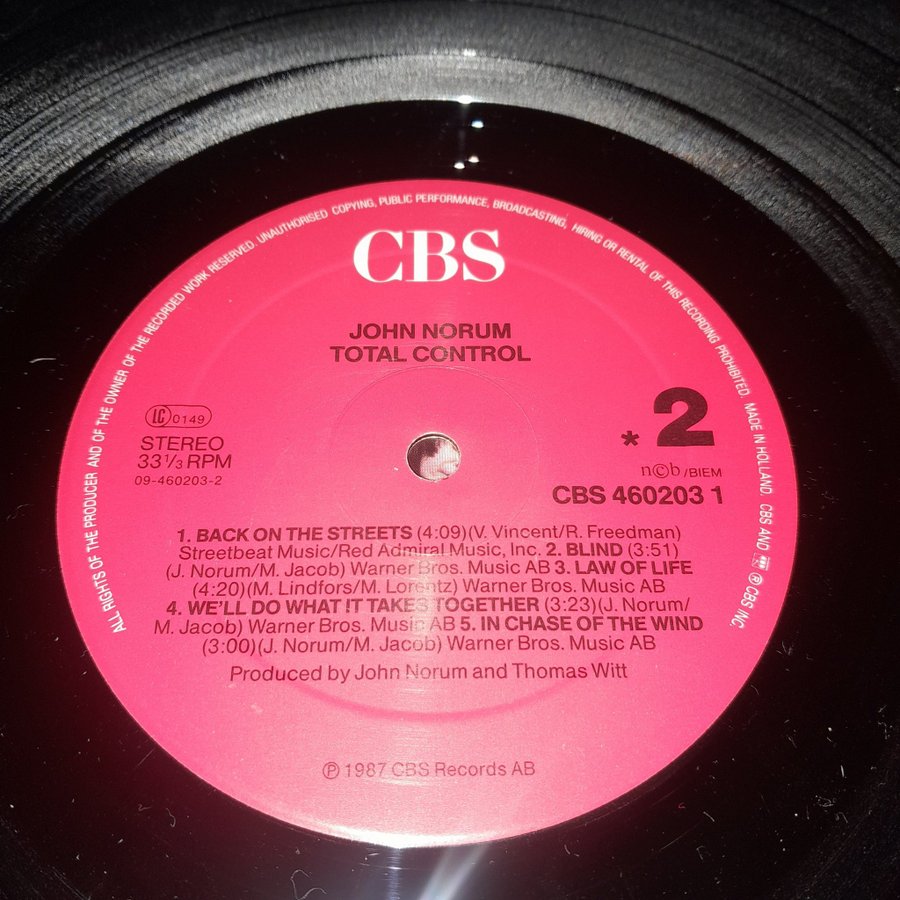 ALL RIGHTS OF THE PRODUCER AND OF THE OWNER OF THE RECORDED WORK RESERVED. UNAUTHORISED COPYING, PUBLIC PERFORMANCE, BROADCASTING, HIRING OR RENTAL OF THIS RECORDING PROHIBITED. MADE IN HOLLAND. CBS AND ® CBS INC.
CBS
JOHN NORUM
TOTAL CONTROL
LC 0149
STEREO
33 1/3 RPM
09-460203-2
* 2
n©b/BIEM
CBS 460203 1
1. BACK ON THE STREETS (4:09)(V. Vincent/R. Freedman)
Streetbeat Music/Red Admiral Music, Inc. 2. BLIND (3:51)
(J. Norum/M. Jacob) Warner Bros. Music AB 3. LAW OF LIFE
(4:20)(M. Lindfors/M. Lorentz) Warner Bros. Music AB
4. WE'LL DO WHAT IT TAKES TOGETHER (3:23)(J. Norum/
M. Jacob) Warner Bros. Music AB 5. IN CHASE OF THE WIND
(3:00)(J. Norum/M. Jacob) Warner Bros. Music AB
Produced by John Norum and Thomas Witt
℗ 1987 CBS Records AB